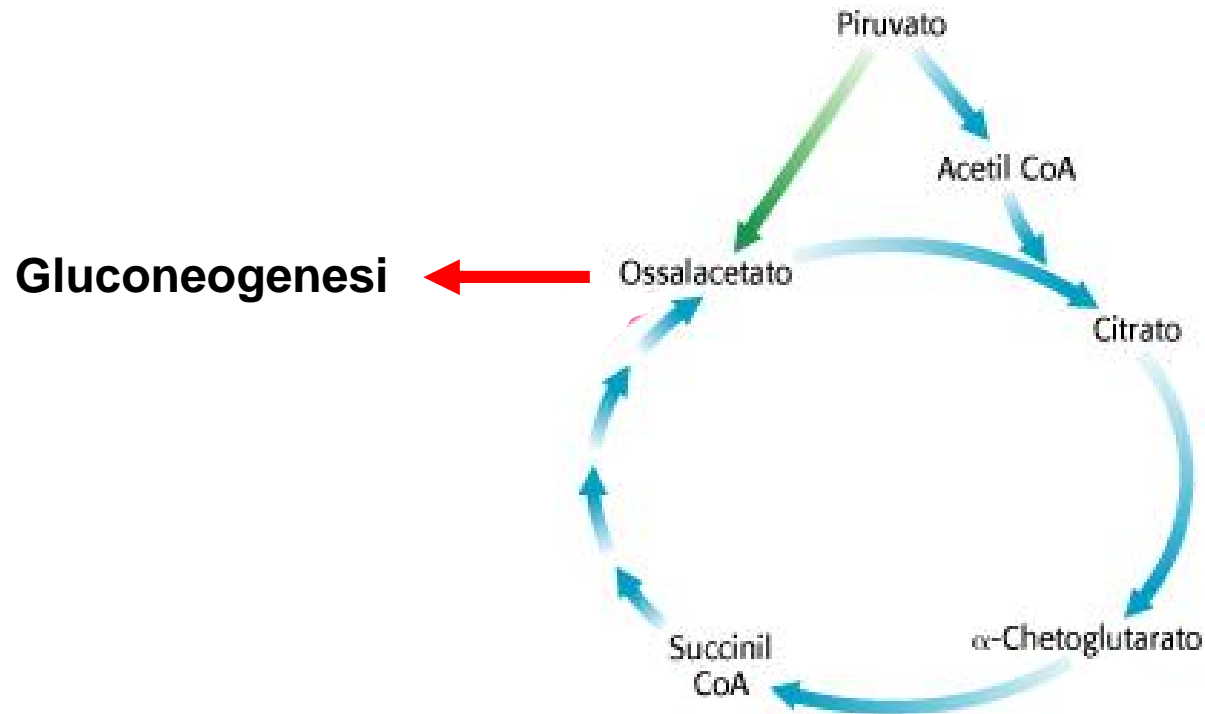 Piruvato
Acetil CoA
Gluconeogenesi
Ossalacetato
Citrato
α-Chetoglutarato
Succinil
CoA